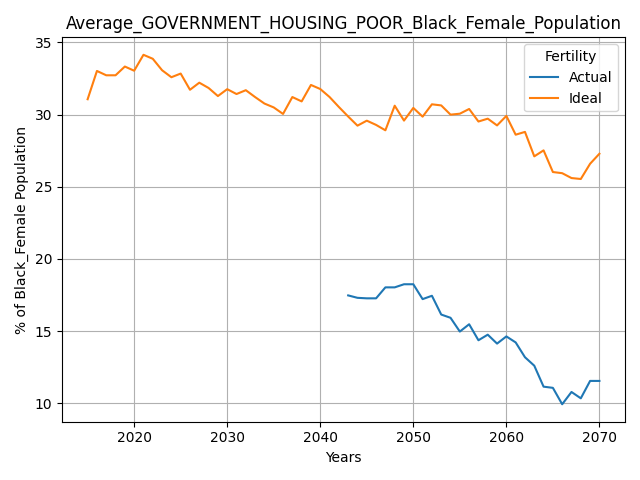 Average_GOVERNMENT_HOUSING_POOR_Black_Female_Population
Fertility
Actual
Ideal
% of Black_Female Population
35
30
25
20
15
10
2020
2030
2040
2050
2060
2070
Years